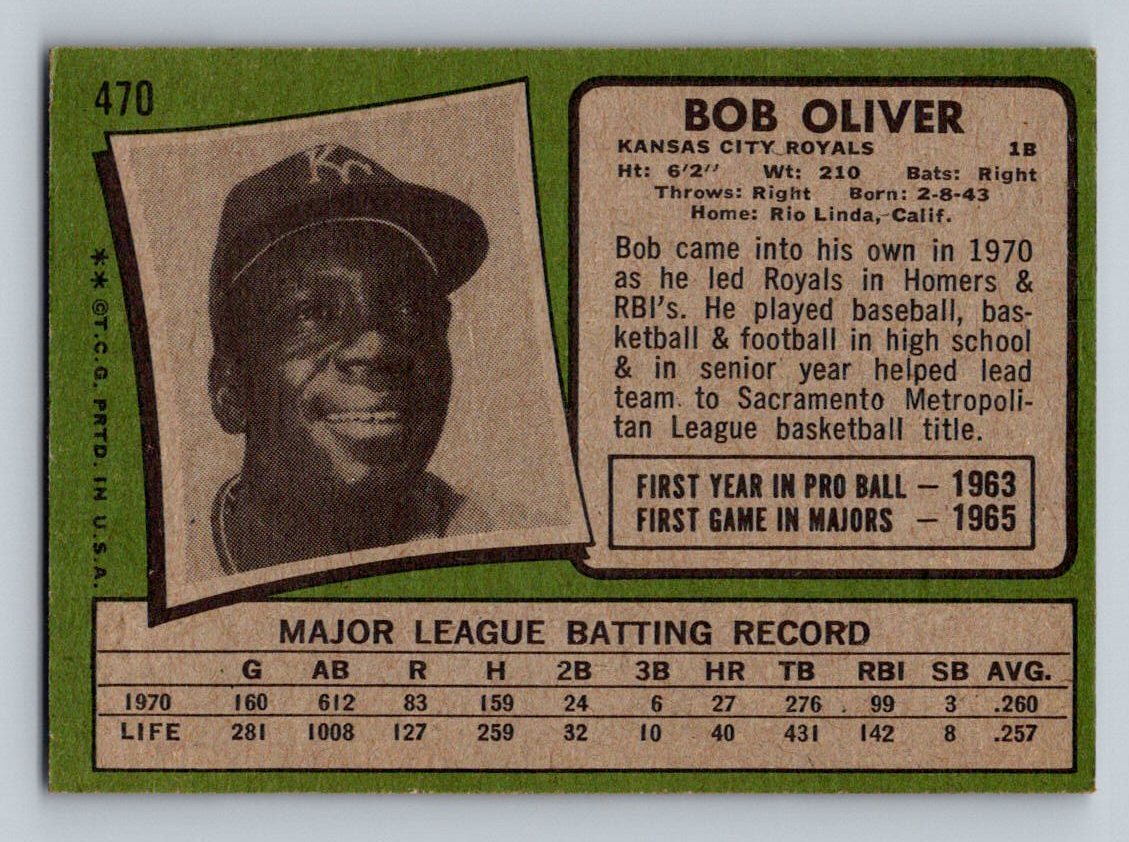 470
BOB OLIVER
KANSAS CITY ROYALS 1B
Ht: 6'2" Wt: 210 Bats: Right
Throws: Right Born: 2-8-43
Home: Rio Linda, Calif.
Bob came into his own in 1970
as he led Royals in Homers &
RBI's. He played baseball, bas-
ketball & football in high school
& in senior year helped lead
team to Sacramento Metropoli-
tan League basketball title.
FIRST YEAR IN PRO BALL — 1963
FIRST GAME IN MAJORS — 1965
KC
** ©T.C.G. PRTD. IN U.S.A.
MAJOR LEAGUE BATTING RECORD
G AB R H 2B 3B HR TB RBI SB AVG.
1970 160 612 83 159 24 6 27 276 99 3 .260
LIFE 281 1008 127 259 32 10 40 431 142 8 .257